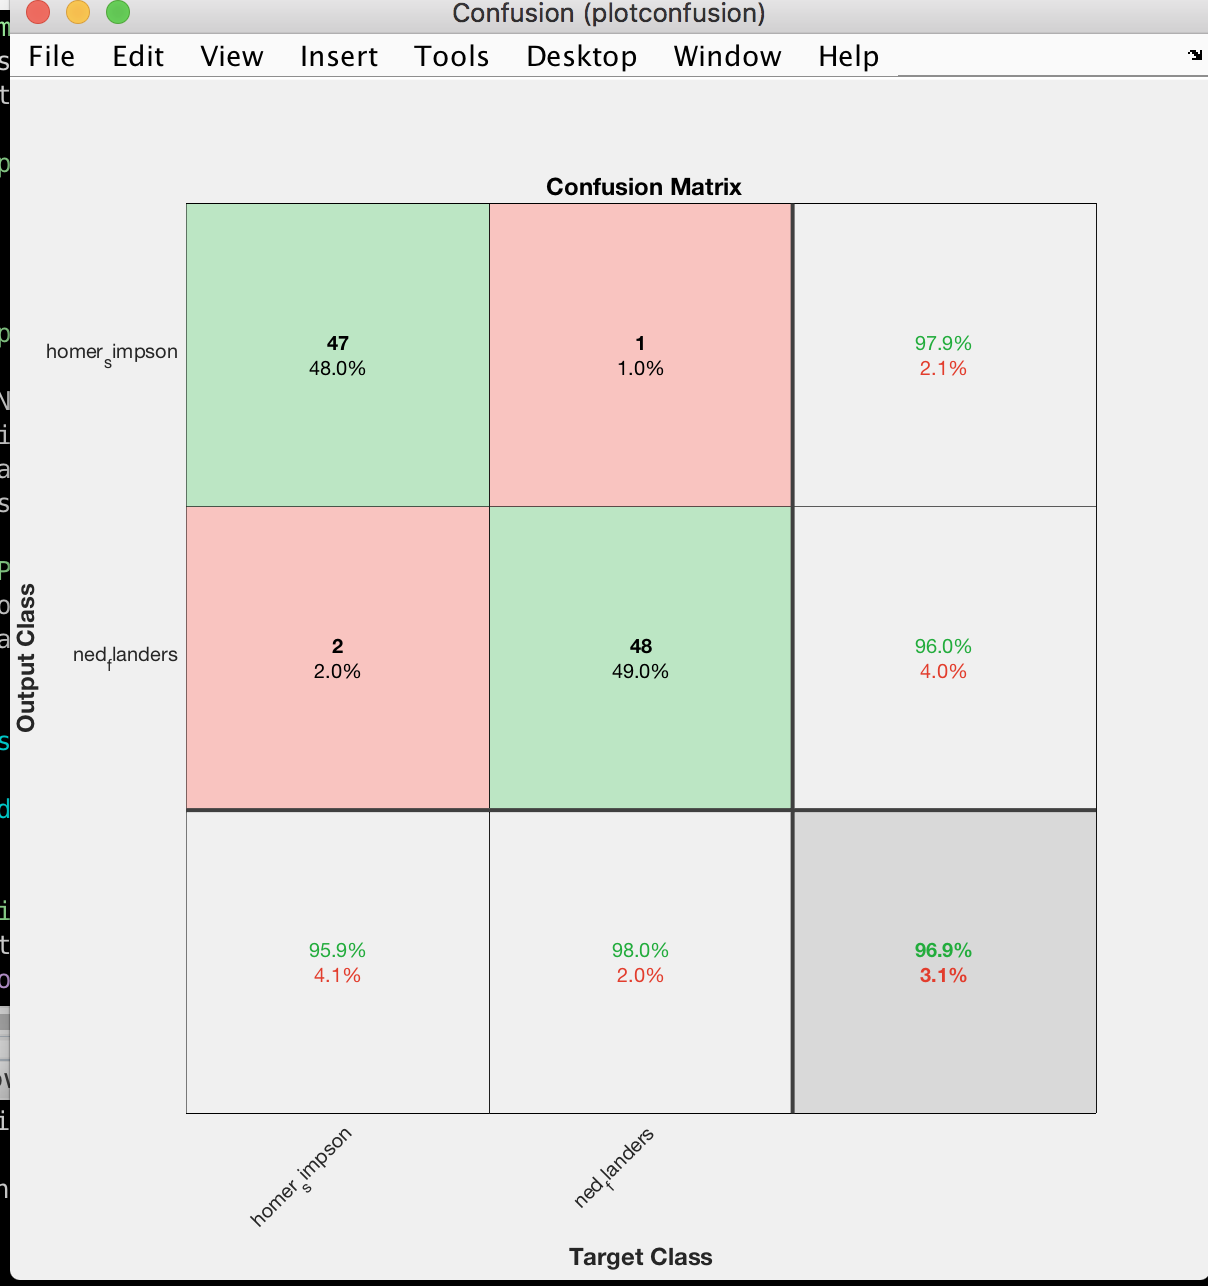 Confusion (plotconfusion)
File Edit View Insert Tools Desktop Window Help
Confusion Matrix
homer_simpson
47
48.0%
1
1.0%
97.9%
2.1%
ned_flanders
2
2.0%
48
49.0%
96.0%
4.0%
Output Class
95.9%
4.1%
98.0%
2.0%
96.9%
3.1%
homer_simpson
ned_flanders
Target Class